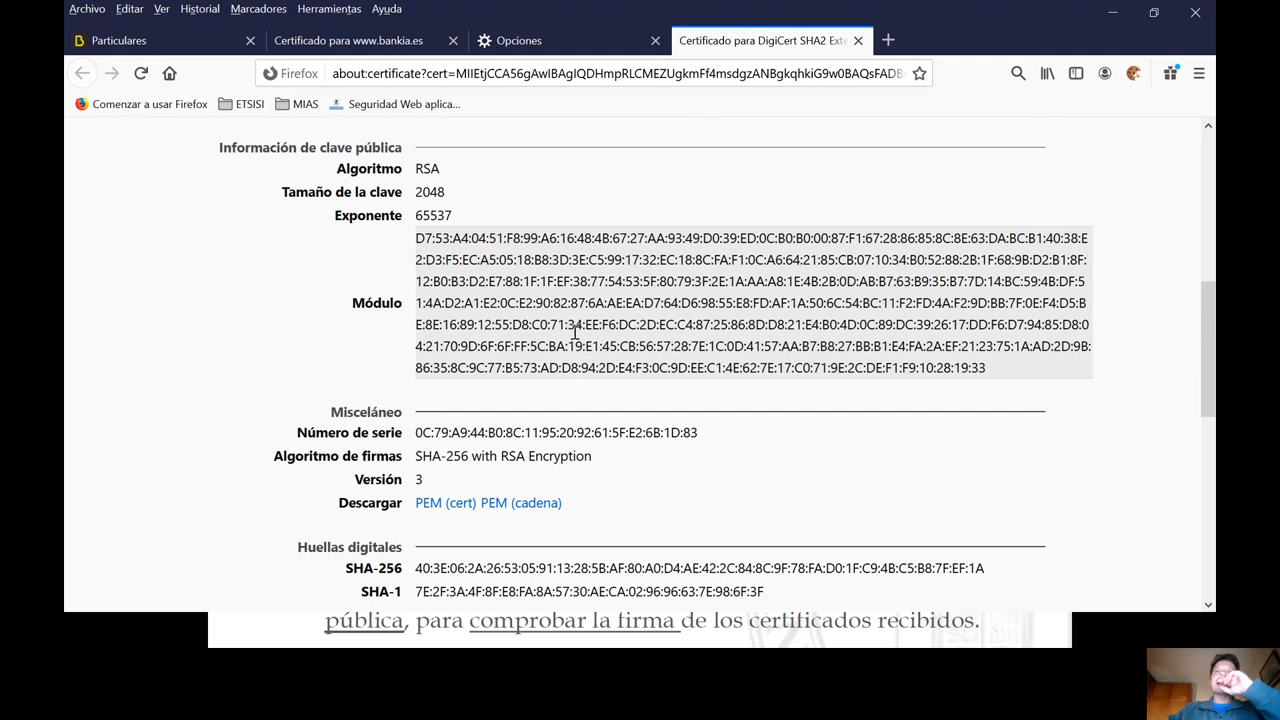 Archivo Editar Ver Historial Marcadores Herramientas Ayuda
Particulares
Certificado para www.bankia.es
Opciones
Certificado para DigiCert SHA2 Exte
Firefox about:certificate?cert=MIIEtjCCA56gAwIBAgIQDHmpRLCMEZUgkmFf4msdgzANBgkqhkiG9w0BAQsFADB
Comenzar a usar Firefox ETSISI MIAS Seguridad Web aplica...
Información de clave pública
Algoritmo RSA
Tamaño de la clave 2048
Exponente 65537
D7:53:A4:04:51:F8:99:A6:16:48:4B:67:27:AA:93:49:D0:39:ED:0C:B0:B0:00:87:F1:67:28:86:85:8C:8E:63:DA:BC:B1:40:38:E
2:D3:F5:EC:A5:05:18:B8:3D:3E:C5:99:17:32:EC:18:8C:FA:F1:0C:A6:64:21:85:CB:07:10:34:B0:52:88:2B:1F:68:9B:D2:B1:8F:
12:B0:B3:D2:E7:88:1F:1F:EF:38:77:54:53:5F:80:79:3F:2E:1A:AA:A8:1E:4B:2B:0D:AB:B7:63:B9:35:B7:7D:14:BC:59:4B:DF:5
Módulo 1:4A:D2:A1:E2:0C:E2:90:82:87:6A:AE:EA:D7:64:D6:98:55:E8:FD:AF:1A:50:6C:54:BC:11:F2:FD:4A:F2:9D:BB:7F:0E:F4:D5:B
E:8E:16:89:12:55:D8:C0:71:34:EE:F6:DC:2D:EC:C4:87:25:86:8D:D8:21:E4:B0:4D:0C:89:DC:39:26:17:DD:F6:D7:94:85:D8:0
4:21:70:9D:6F:6F:FF:5C:BA:19:E1:45:CB:56:57:28:7E:1C:0D:41:57:AA:B7:B8:27:BB:B1:E4:FA:2A:EF:21:23:75:1A:AD:2D:9B:
86:35:8C:9C:77:B5:73:AD:D8:94:2D:E4:F3:0C:9D:EE:C1:4E:62:7E:17:C0:71:9E:2C:DE:F1:F9:10:28:19:33
Misceláneo
Número de serie 0C:79:A9:44:B0:8C:11:95:20:92:61:5F:E2:6B:1D:83
Algoritmo de firmas SHA-256 with RSA Encryption
Versión 3
Descargar PEM (cert) PEM (cadena)
Huellas digitales
SHA-256 40:3E:06:2A:26:53:05:91:13:28:5B:AF:80:A0:D4:AE:42:2C:84:8C:9F:78:FA:D0:1F:C9:4B:C5:B8:7F:EF:1A
SHA-1 7E:2F:3A:4F:8F:E8:FA:8A:57:30:AE:CA:02:96:96:63:7E:98:6F:3F
pública, para comprobar la firma de los certificados recibidos.